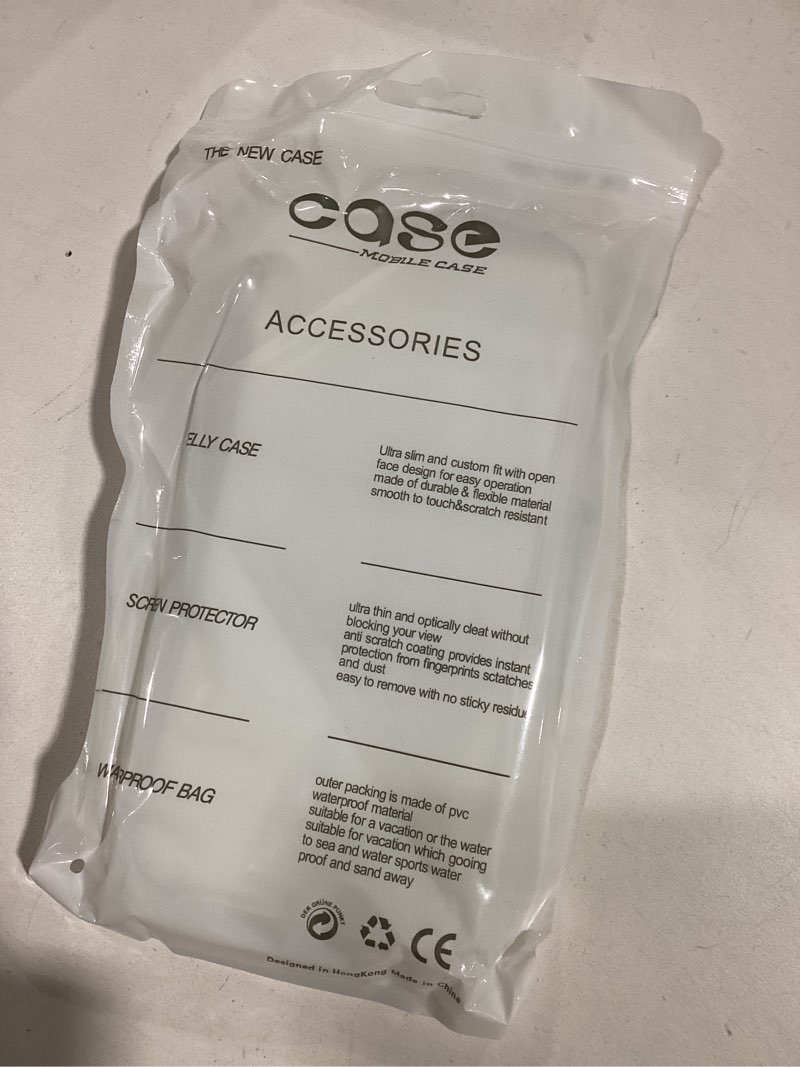 THE NEW CASE
case
MOBILE CASE
ACCESSORIES
ELLY CASE
Ultra slim and custom fit with open
face design for easy operation
made of durable & flexible material
smooth to touch&scratch resistant
SCREN PROTECTOR
ultra thin and optically cleat without
blocking your view
anti scratch coating provides instant
protection from fingerprints sctatches
and dust
easy to remove with no sticky residu
BAG
outer packing is made of pvc
waterproof material
suitable for a vacation or the water
suitable for vacation which gooing
to sea and water sports water
proof and sand away
DER GRÜNE PUNKT
CE
Designed in HongKong Made in China